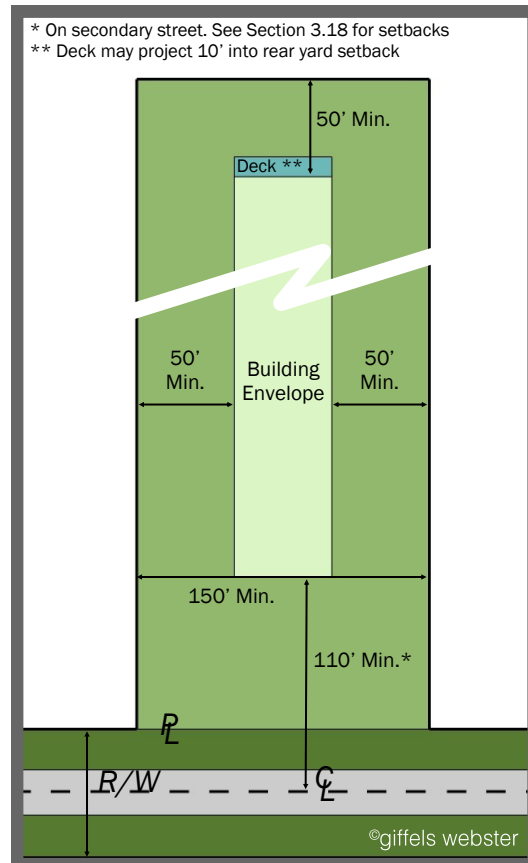 * On secondary street. See Section 3.18 for setbacks
** Deck may project 10’ into rear yard setback
50’ Min.
Deck **
50’
Min.
Building
Envelope
50’
Min.
150’ Min.
110’ Min.*
PL
R/W
CL
©giffels webster